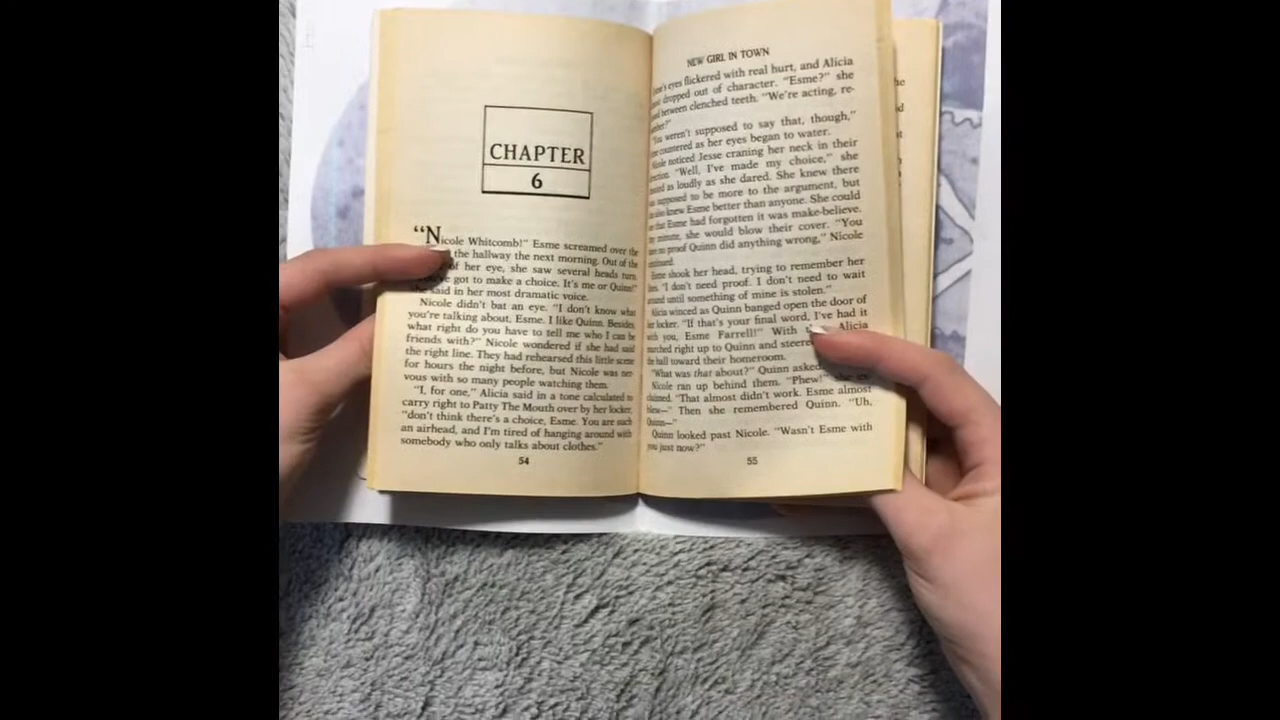 CHAPTER
6
“Nicole Whitcomb!” Esme screamed over the
the hallway the next morning. Out of the
of her eye, she saw several heads turn.
got to make a choice. It's me or Quinn!”
she said in her most dramatic voice.
Nicole didn't bat an eye. “I don't know what
you're talking about, Esme. I like Quinn. Besides,
what right do you have to tell me who I can be
friends with?” Nicole wondered if she had said
the right line. They had rehearsed this little scene
for hours the night before, but Nicole was ner-
vous with so many people watching them.
“I, for one,” Alicia said in a tone calculated to
carry right to Patty The Mouth over by her locker,
“don't think there's a choice, Esme. You are such
an airhead, and I'm tired of hanging around with
somebody who only talks about clothes.”
54
NEW GIRL IN TOWN
eyes flickered with real hurt, and Alicia
dropped out of character. “Esme?” she
between clenched teeth. “We're acting, re-
“You weren't supposed to say that, though,”
countered as her eyes began to water.
Nicole noticed Jesse craning her neck in their
“Well, I've made my choice,” she
as loudly as she dared. She knew there
supposed to be more to the argument, but
knew Esme better than anyone. She could
that Esme had forgotten it was make-believe.
minute, she would blow their cover. “You
no proof Quinn did anything wrong,” Nicole
Esme shook her head, trying to remember her
“I don't need proof. I don't need to wait
around until something of mine is stolen.”
Alicia winced as Quinn banged open the door of
her locker. “If that's your final word, I've had it
with you, Esme Farrell!” With Alicia
marched right up to Quinn and steered
the hall toward their homeroom.
“What was that about?” Quinn asked
Nicole ran up behind them. “Phew!”
“That almost didn't work. Esme almost
blew—” Then she remembered Quinn. “Uh,
Quinn—”
Quinn looked past Nicole. “Wasn't Esme with
you just now?”
55